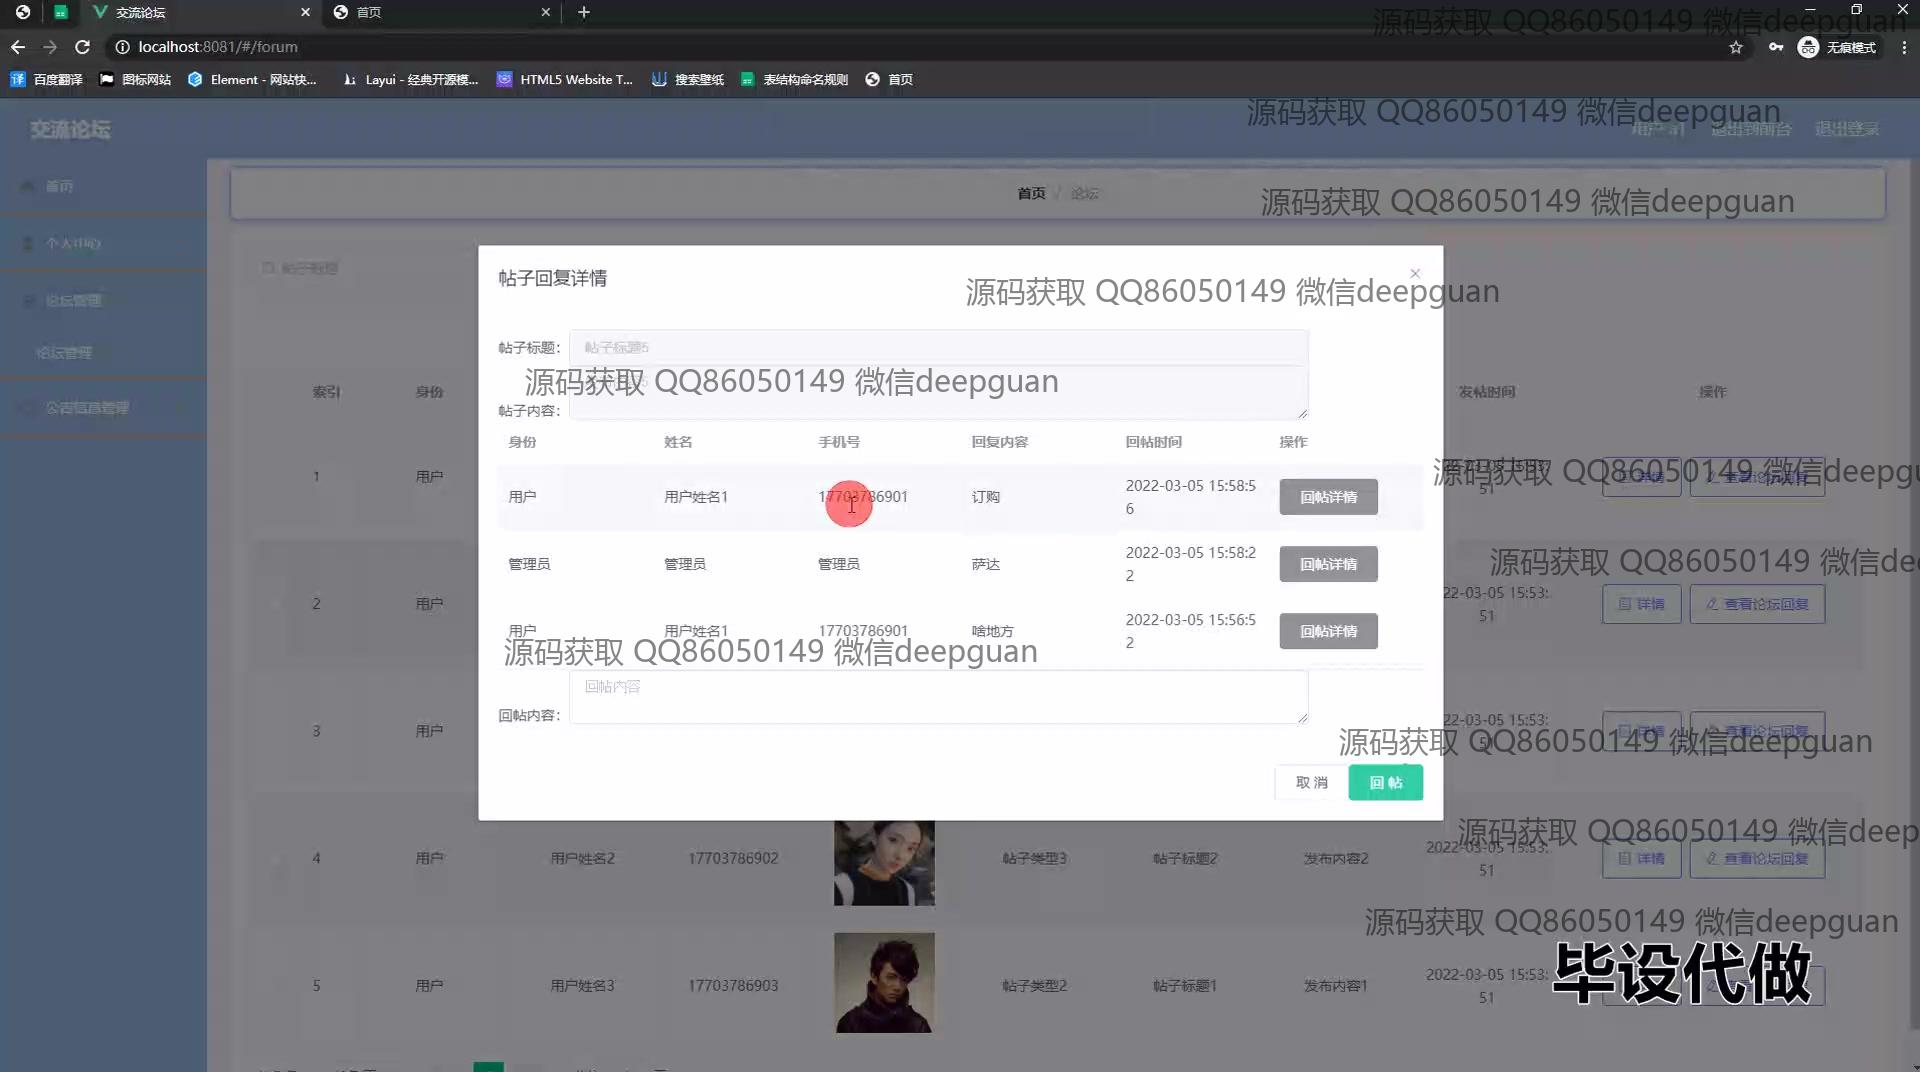 交流论坛
首页
源码获取 QQ86050149 微信deepguan
localhost:8081/#/forum
无痕模式
百度翻译
图标网站
Element - 网站快...
Layui - 经典开源模...
HTML5 Website T...
搜索壁纸
表结构命名规则
首页
源码获取 QQ86050149 微信deepguan
交流论坛
退出到前台
退出登录
首页
首页 / 论坛
源码获取 QQ86050149 微信deepguan
个人中心
帖子标题
论坛管理
论坛管理
公告信息管理
帖子回复详情
源码获取 QQ86050149 微信deepguan
帖子标题:
帖子标题5
源码获取 QQ86050149 微信deepguan
帖子内容:
索引
身份
发帖时间
操作
身份
姓名
手机号
回复内容
回帖时间
操作
1
用户
用户
用户姓名1
17703786901
订购
2022-03-05 15:58:5
6
回帖详情
源码获取 QQ86050149 微信deepgu
51
管理员
管理员
管理员
萨达
2022-03-05 15:58:2
2
回帖详情
源码获取 QQ86050149 微信dee
2
用户
22-03-05 15:53:
51
详情
查看论坛回复
用户
用户姓名1
17703786901
啥地方
2022-03-05 15:56:5
2
回帖详情
源码获取 QQ86050149 微信deepguan
回帖内容:
回帖内容
3
用户
22-03-05 15:53:
源码获取 QQ86050149 微信deepguan
取 消
回 帖
源码获取 QQ86050149 微信deep
4
用户
用户姓名2
17703786902
帖子类型3
帖子标题2
发布内容2
2022-03-05 15:53:
51
详情
查看论坛回复
源码获取 QQ86050149 微信deepguan
5
用户
用户姓名3
17703786903
帖子类型2
帖子标题1
发布内容1
2022-03-05 15:53:
51
毕设代做